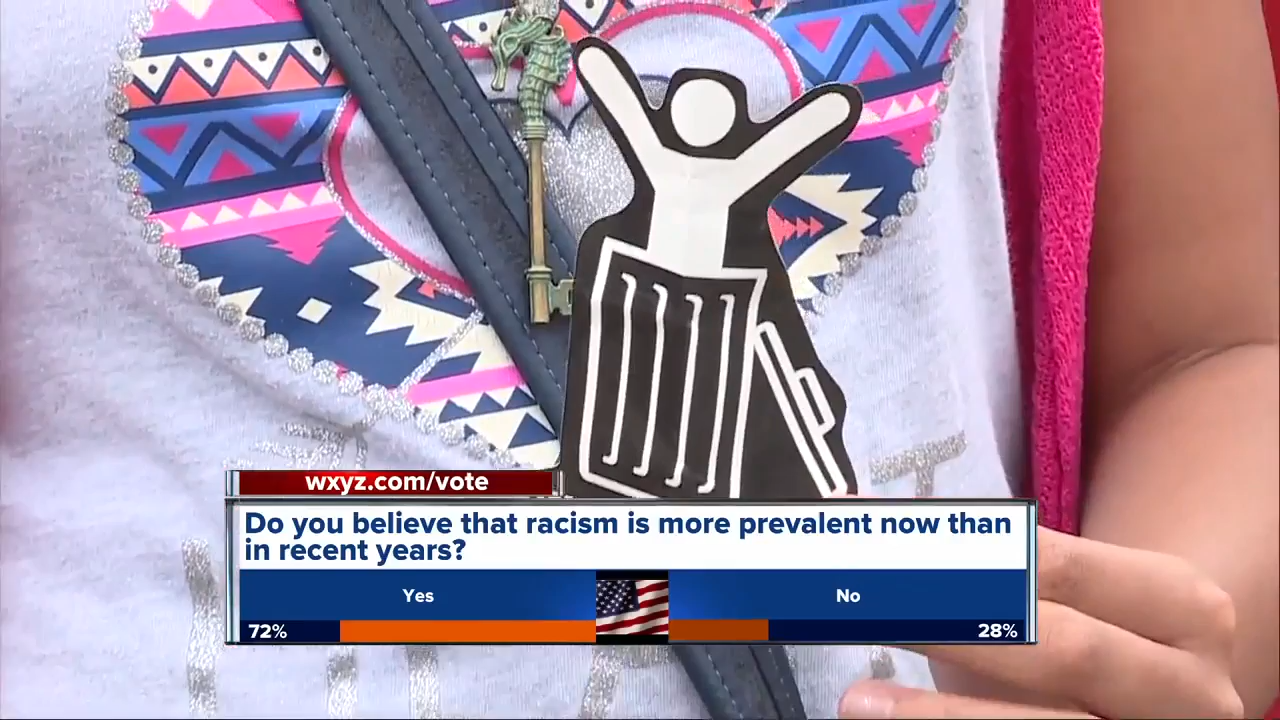 wxyz.com/vote
Do you believe that racism is more prevalent now than
in recent years?
Yes
No
72%
28%